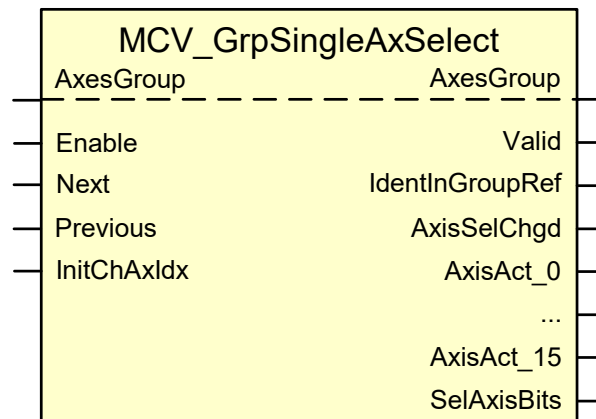 MCV_GrpSingleAxSelect
AxesGroup AxesGroup
Enable Valid
Next IdentInGroupRef
Previous AxisSelChgd
InitChAxIdx AxisAct_0
...
AxisAct_15
SelAxisBits